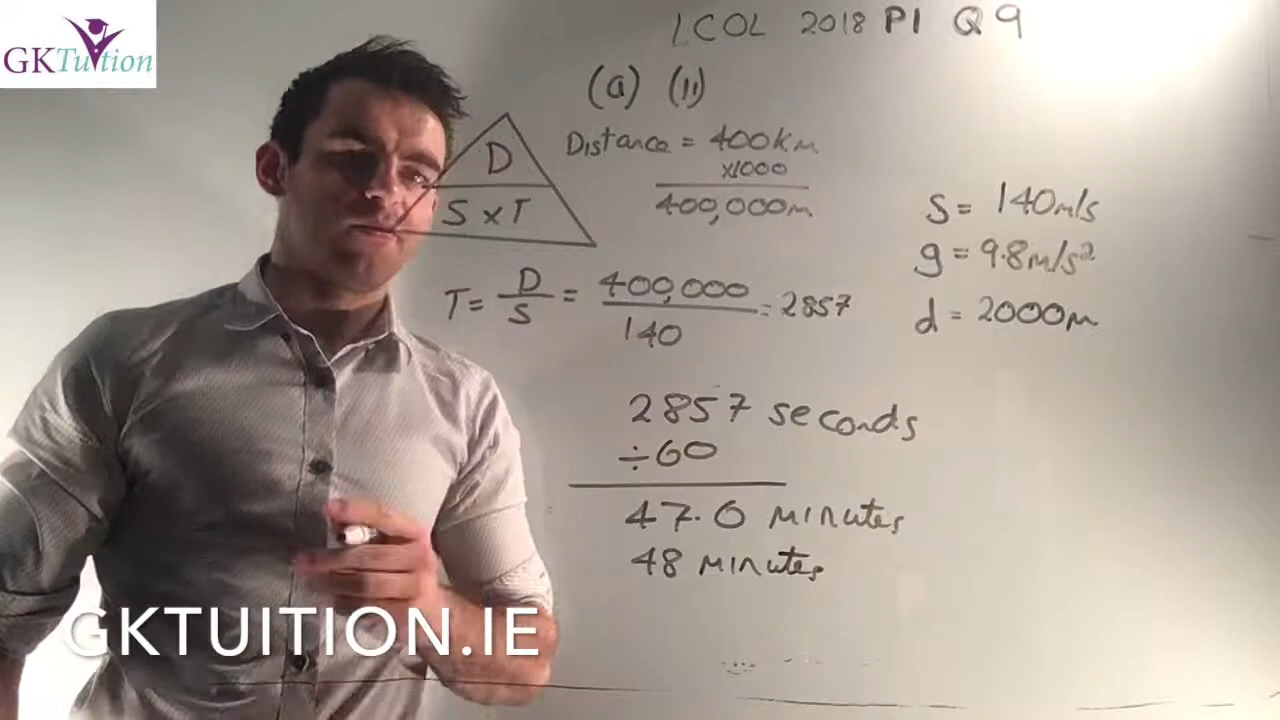 GKTuition
LCOL 2018 P1 Q9
(a) (ii)
D
S x T
Distance = 400km
x1000
400,000m
S = 140m/s
g = 9.8m/s²
d = 2000m
T = D/S = 400,000/140 = 2857
2857 seconds
÷60
47.6 minutes
48 minutes
GKTUITION.IE